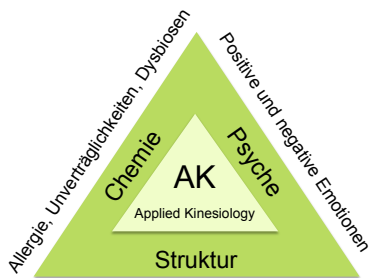 Allergie, Unverträglichkeiten, Dysbiosen
Positive und negative Emotionen
Chemie
Psyche
AK
Applied Kinesiology
Struktur